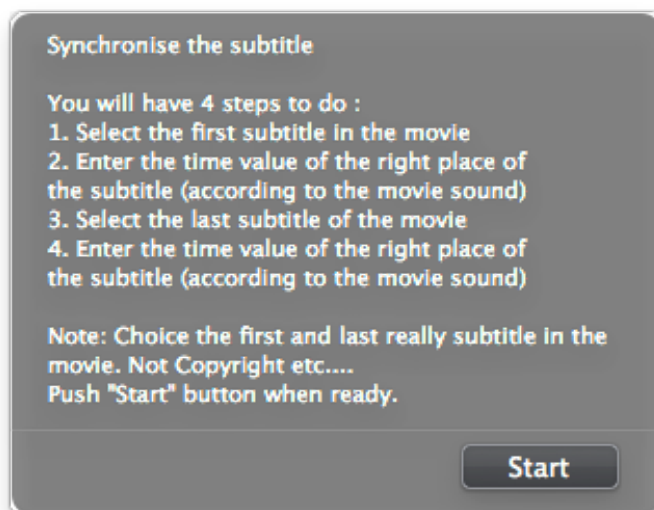 Synchronise the subtitle
You will have 4 steps to do :
1. Select the first subtitle in the movie
2. Enter the time value of the right place of
the subtitle (according to the movie sound)
3. Select the last subtitle of the movie
4. Enter the time value of the right place of
the subtitle (according to the movie sound)
Note: Choice the first and last really subtitle in the
movie. Not Copyright etc....
Push "Start" button when ready.
Start